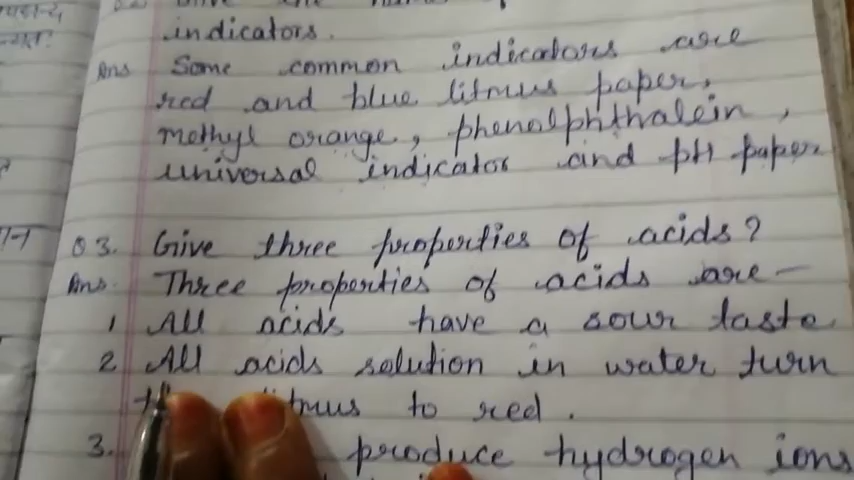 indicators.
Ans Some common indicators are
red and blue litmus paper,
methyl orange, phenolphthalein,
universal indicator and pH paper
Q3. Give three properties of acids?
Ans. Three properties of acids are-
1 All acids have a sour taste
2 All acids solution in water turn
litmus to red.
3. produce hydrogen ions